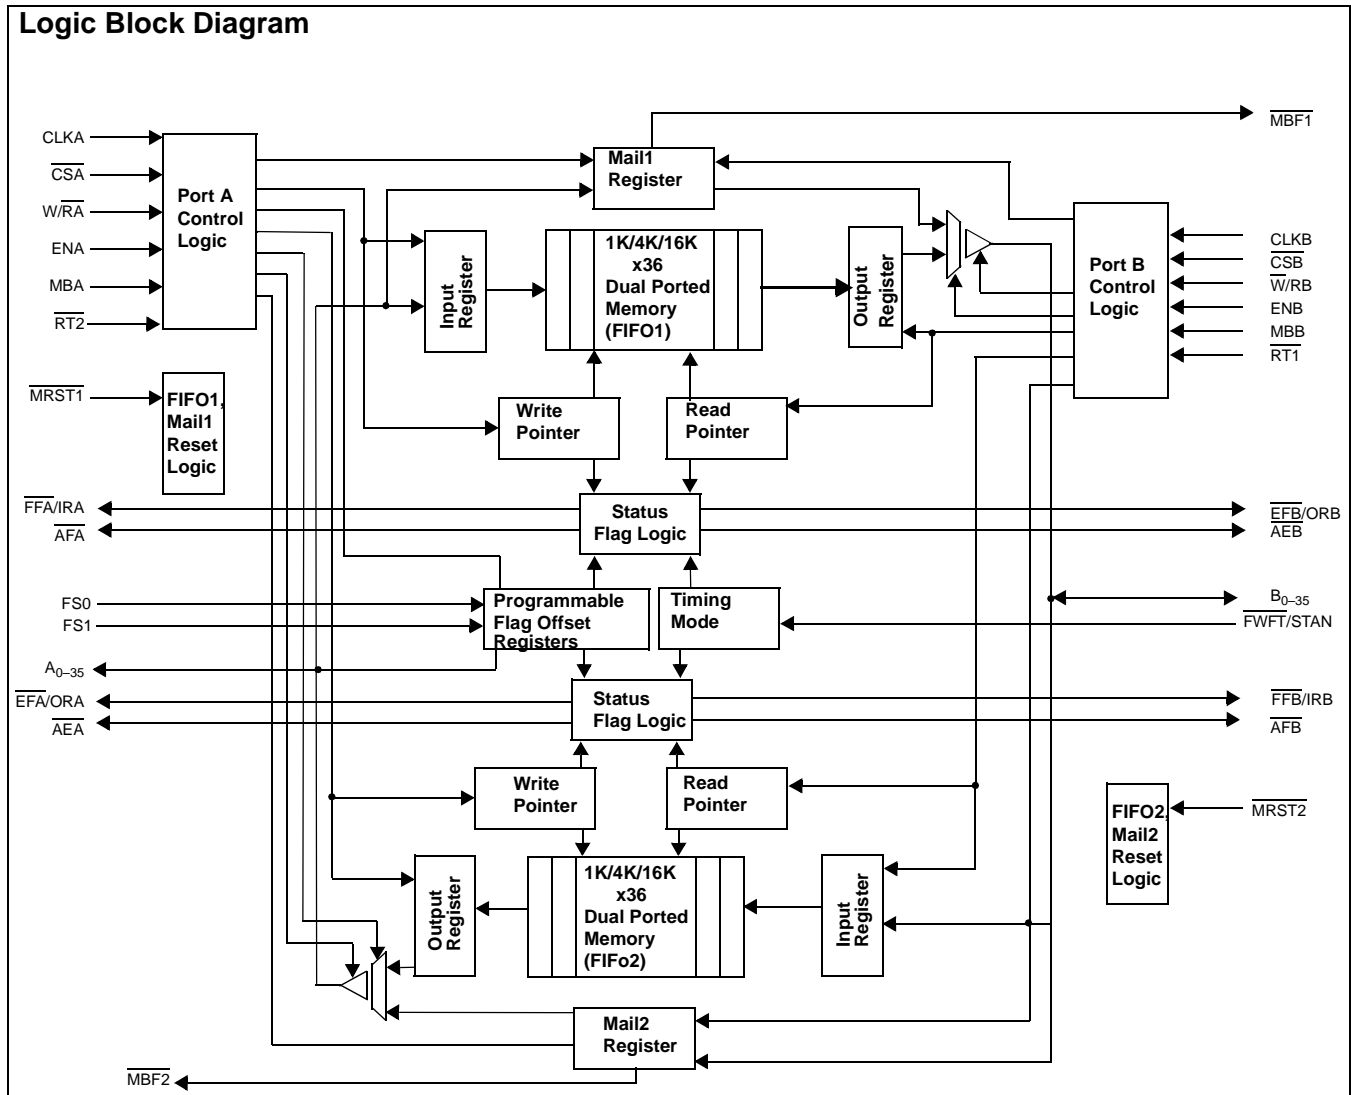 Logic Block Diagram
MBF1
CLKA
CSA
W/RA
ENA
MBA
RT2
Port A
Control
Logic
Mail1
Register
Input
Register
1K/4K/16K
x36
Dual Ported
Memory
(FIFO1)
Output
Register
Port B
Control
Logic
CLKB
CSB
W/RB
ENB
MBB
RT1
MRST1
FIFO1,
Mail1
Reset
Logic
Write
Pointer
Read
Pointer
FFA/IRA
AFA
Status
Flag Logic
EFB/ORB
AEB
FS0
FS1
Programmable
Flag Offset
Registers
Timing
Mode
B0–35
FWFT/STAN
A0–35
EFA/ORA
AEA
Status
Flag Logic
FFB/IRB
AFB
Write
Pointer
Read
Pointer
FIFO2,
Mail2
Reset
Logic
MRST2
Output
Register
1K/4K/16K
x36
Dual Ported
Memory
(FIFo2)
Input
Register
Mail2
Register
MBF2